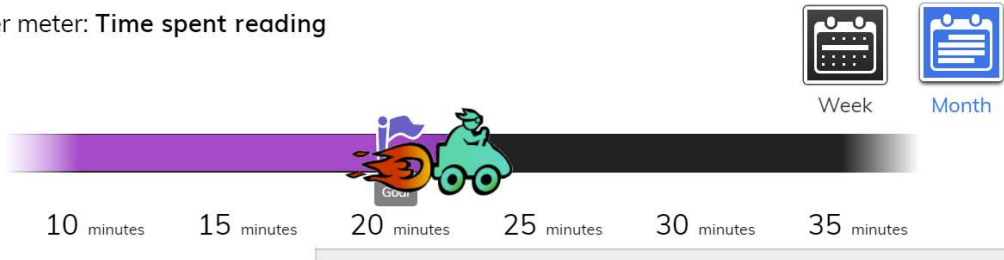 er meter: Time spent reading
Week
Month
Goal
10 minutes
15 minutes
20 minutes
25 minutes
30 minutes
35 minutes